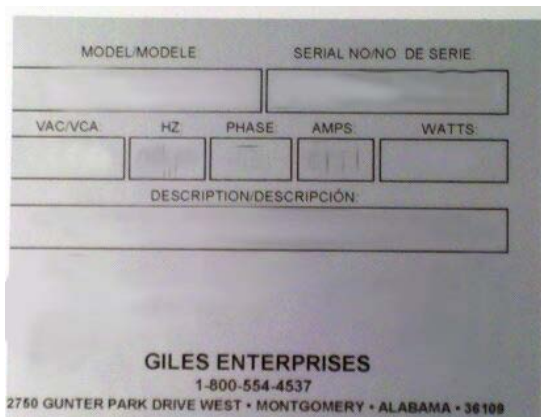 MODEL/MODELE: SERIAL NO/NO DE SERIE:
VAC/VCA: HZ PHASE: AMPS: WATTS:
DESCRIPTION/DESCRIPCIÓN:
GILES ENTERPRISES
1-800-554-4537
2750 GUNTER PARK DRIVE WEST • MONTGOMERY • ALABAMA • 36109